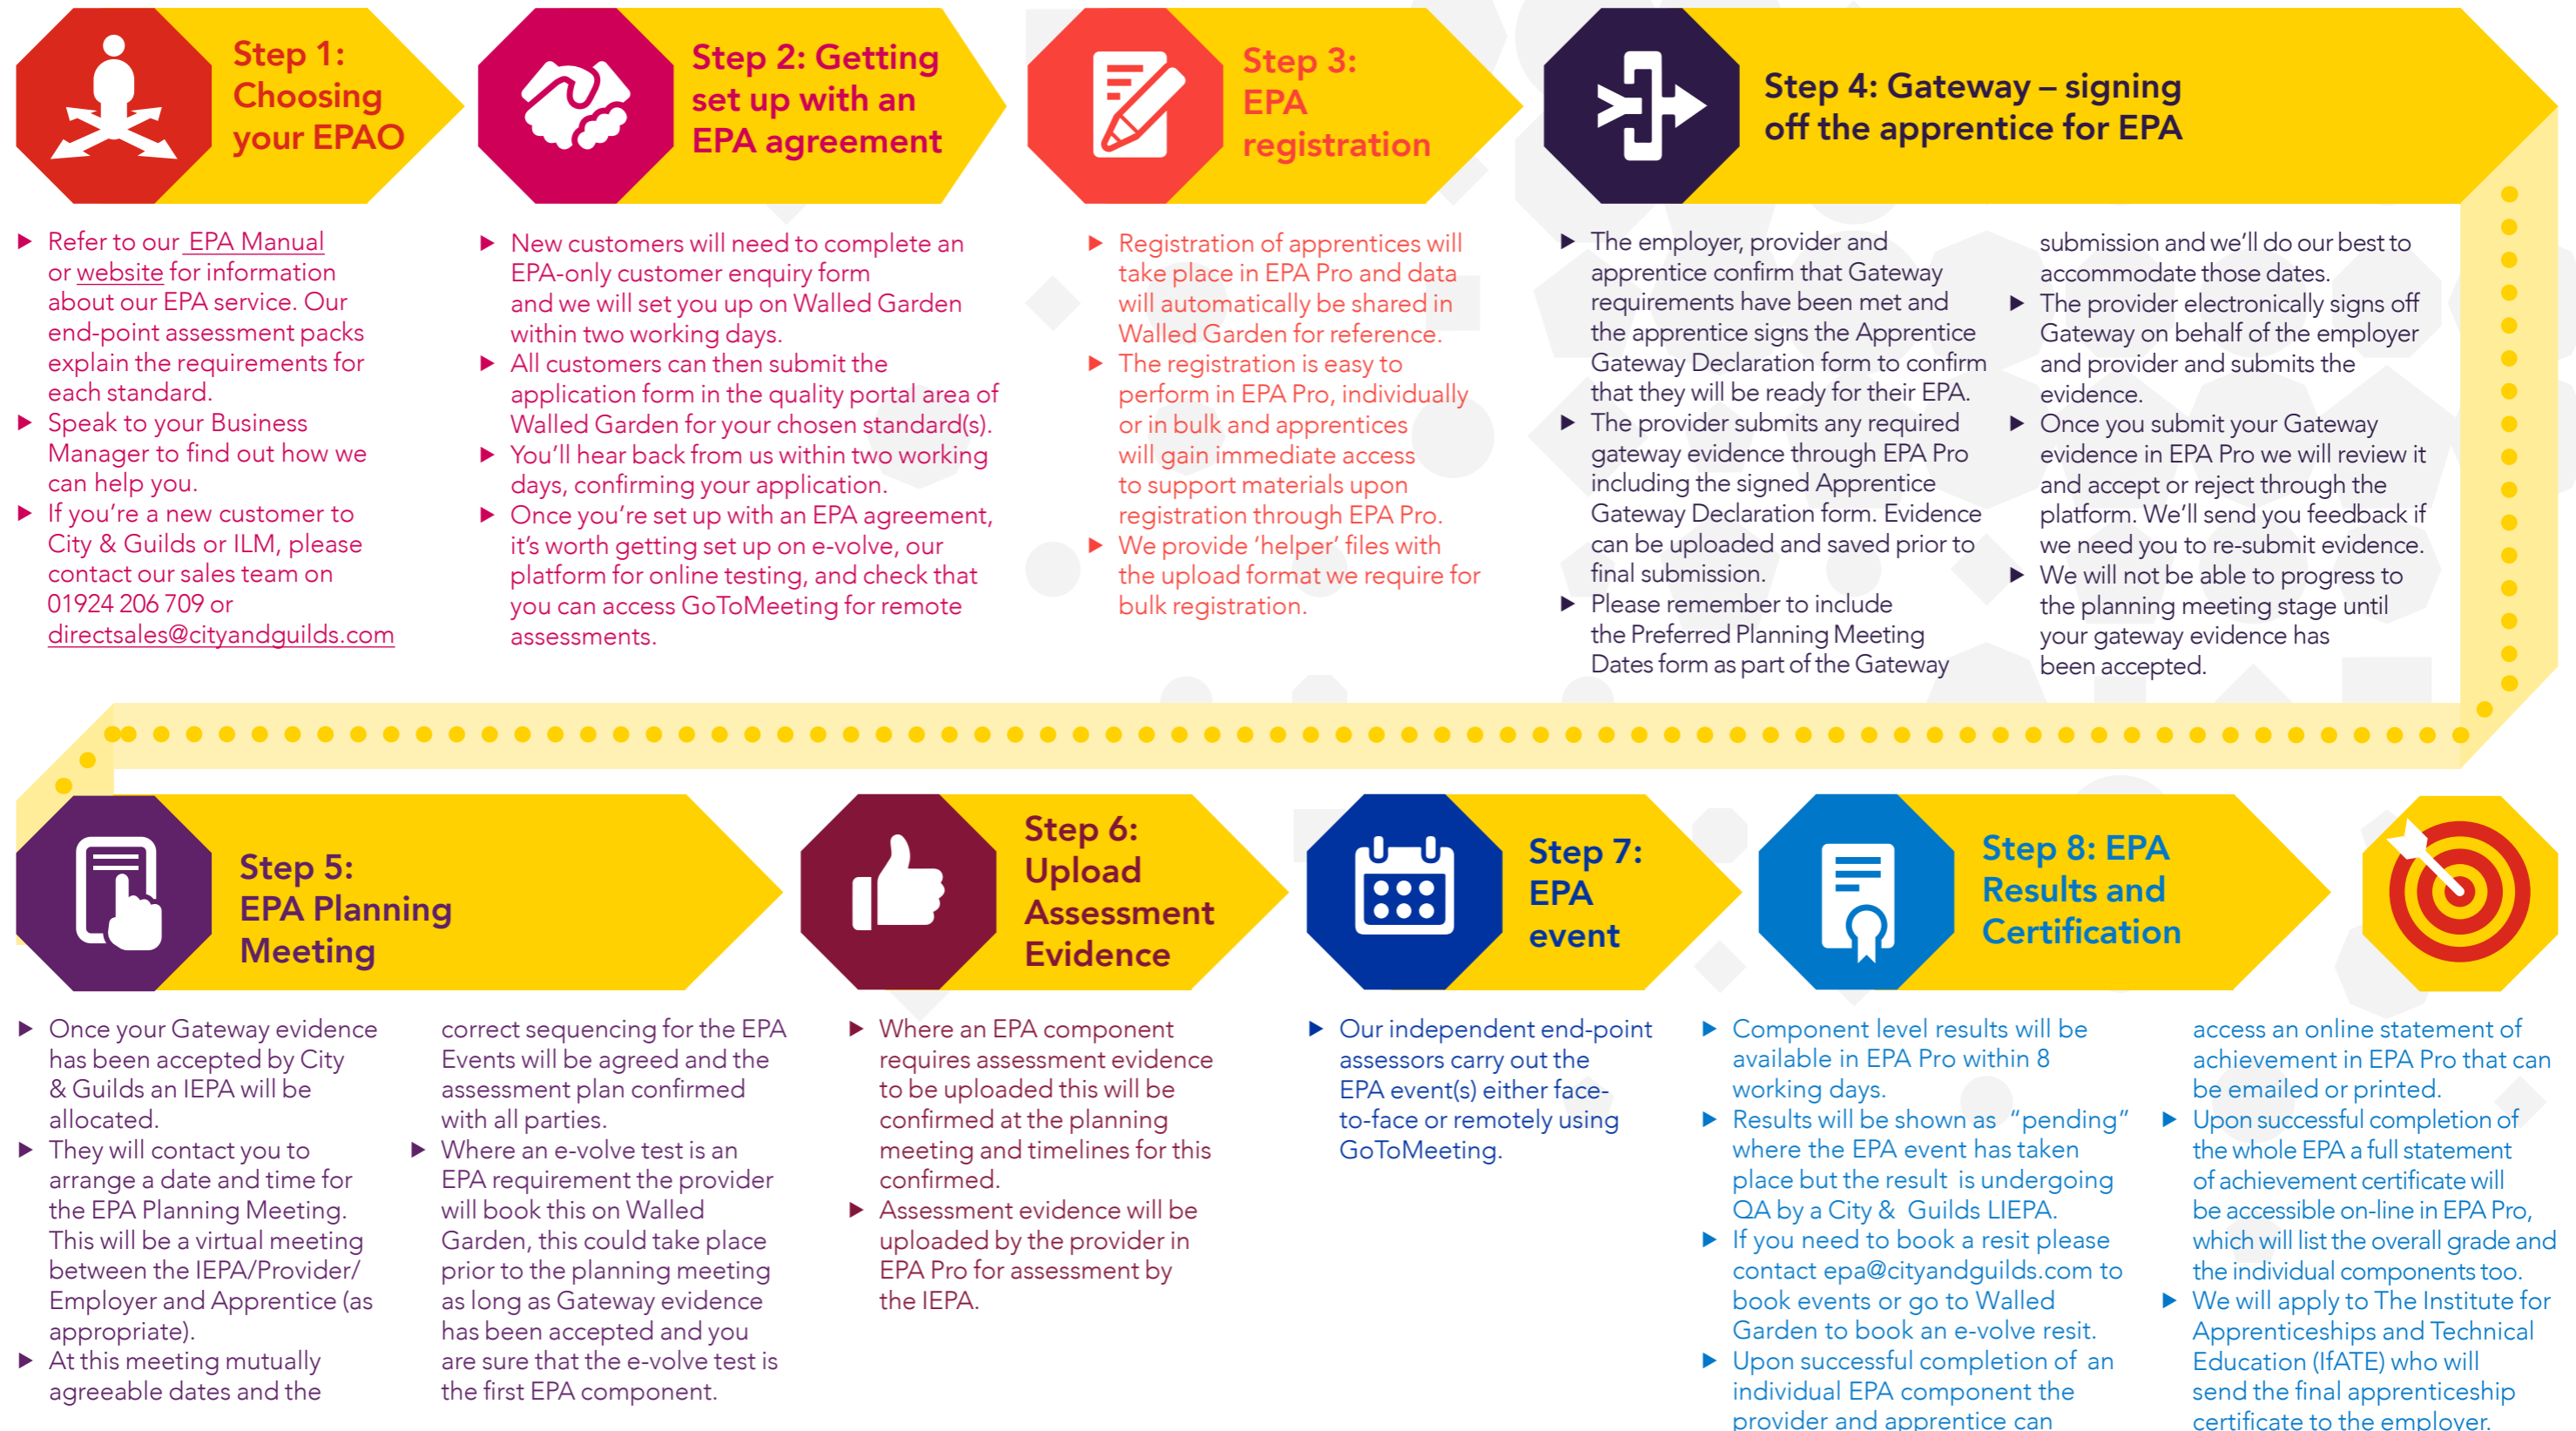 Step 1:
Choosing
your EPAO
Refer to our EPA Manual
or website for information
about our EPA service. Our
end-point assessment packs
explain the requirements for
each standard.
Speak to your Business
Manager to find out how we
can help you.
If you’re a new customer to
City & Guilds or ILM, please
contact our sales team on
01924 206 709 or
directsales@cityandguilds.com
Step 2: Getting
set up with an
EPA agreement
New customers will need to complete an
EPA-only customer enquiry form
and we will set you up on Walled Garden
within two working days.
All customers can then submit the
application form in the quality portal area of
Walled Garden for your chosen standard(s).
You’ll hear back from us within two working
days, confirming your application.
Once you’re set up with an EPA agreement,
it’s worth getting set up on e-volve, our
platform for online testing, and check that
you can access GoToMeeting for remote
assessments.
Step 3:
EPA
registration
Registration of apprentices will
take place in EPA Pro and data
will automatically be shared in
Walled Garden for reference.
The registration is easy to
perform in EPA Pro, individually
or in bulk and apprentices
will gain immediate access
to support materials upon
registration through EPA Pro.
We provide ‘helper’ files with
the upload format we require for
bulk registration.
Step 4: Gateway – signing
off the apprentice for EPA
The employer, provider and
apprentice confirm that Gateway
requirements have been met and
the apprentice signs the Apprentice
Gateway Declaration form to confirm
that they will be ready for their EPA.
The provider submits any required
gateway evidence through EPA Pro
including the signed Apprentice
Gateway Declaration form. Evidence
can be uploaded and saved prior to
final submission.
Please remember to include
the Preferred Planning Meeting
Dates form as part of the Gateway
submission and we’ll do our best to
accommodate those dates.
The provider electronically signs off
Gateway on behalf of the employer
and provider and submits the
evidence.
Once you submit your Gateway
evidence in EPA Pro we will review it
and accept or reject through the
platform. We’ll send you feedback if
we need you to re-submit evidence.
We will not be able to progress to
the planning meeting stage until
your gateway evidence has
been accepted.
Step 5:
EPA Planning
Meeting
Once your Gateway evidence
has been accepted by City
& Guilds an IEPA will be
allocated.
They will contact you to
arrange a date and time for
the EPA Planning Meeting.
This will be a virtual meeting
between the IEPA/Provider/
Employer and Apprentice (as
appropriate).
At this meeting mutually
agreeable dates and the
correct sequencing for the EPA
Events will be agreed and the
assessment plan confirmed
with all parties.
Where an e-volve test is an
EPA requirement the provider
will book this on Walled
Garden, this could take place
prior to the planning meeting
as long as Gateway evidence
has been accepted and you
are sure that the e-volve test is
the first EPA component.
Step 6:
Upload
Assessment
Evidence
Where an EPA component
requires assessment evidence
to be uploaded this will be
confirmed at the planning
meeting and timelines for this
confirmed.
Assessment evidence will be
uploaded by the provider in
EPA Pro for assessment by
the IEPA.
Step 7:
EPA
event
Our independent end-point
assessors carry out the
EPA event(s) either face-
to-face or remotely using
GoToMeeting.
Step 8: EPA
Results and
Certification
Component level results will be
available in EPA Pro within 8
working days.
Results will be shown as “pending”
where the EPA event has taken
place but the result is undergoing
QA by a City & Guilds LIEPA.
If you need to book a resit please
contact epa@cityandguilds.com to
book events or go to Walled
Garden to book an e-volve resit.
Upon successful completion of an
individual EPA component the
provider and apprentice can
access an online statement of
achievement in EPA Pro that can
be emailed or printed.
Upon successful completion of
the whole EPA a full statement
of achievement certificate will
be accessible on-line in EPA Pro,
which will list the overall grade and
the individual components too.
We will apply to The Institute for
Apprenticeships and Technical
Education (IfATE) who will
send the final apprenticeship
certificate to the employer.